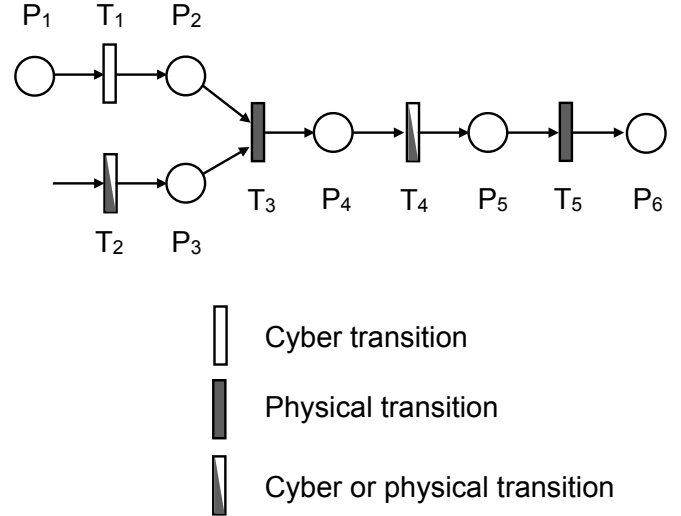 P1 T1 P2
T2 P3
T3 P4 T4 P5 T5 P6
Cyber transition
Physical transition
Cyber or physical transition